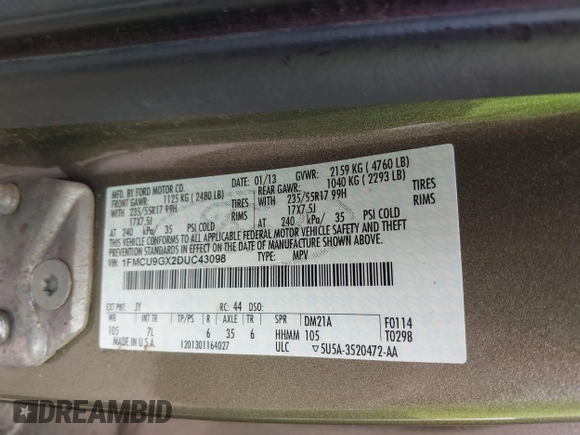 MFD. BY FORD MOTOR CO.
DATE: 01/13 GVWR: 2159 KG ( 4760 LB)
FRONT GAWR: 1125 KG ( 2480 LB) REAR GAWR: 1040 KG ( 2293 LB)
WITH 235/55R17 99H TIRES WITH 235/55R17 99H TIRES
17X7.5J RIMS 17X7.5J RIMS
AT 240 kPa/ 35 PSI COLD AT 240 kPa/ 35 PSI COLD
THIS VEHICLE CONFORMS TO ALL APPLICABLE FEDERAL MOTOR VEHICLE SAFETY AND THEFT
PREVENTION STANDARDS IN EFFECT ON THE DATE OF MANUFACTURE SHOWN ABOVE.
VIN: 1FMCU9GX2DUC43098 TYPE: MPV
EXT PNT: JY RC: 44 DSO:
WB TR TP/PS R AXLE TR SPR DM21A F0114
105 7L 6 35 6 HHMM 105 T0298
MADE IN U.S.A. 1201301164027 ULC ▽5U5A-3520472-AA
DREAMBID